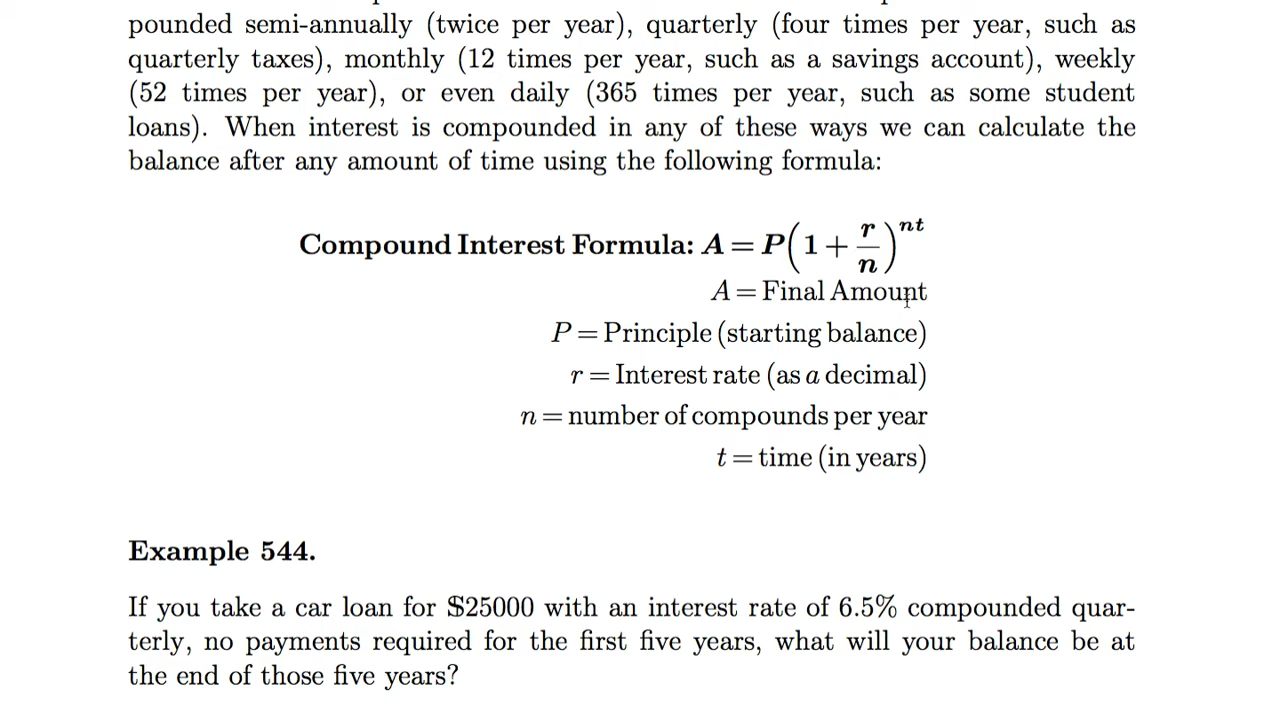 pounded semi-annually (twice per year), quarterly (four times per year, such as
quarterly taxes), monthly (12 times per year, such as a savings account), weekly
(52 times per year), or even daily (365 times per year, such as some student
loans). When interest is compounded in any of these ways we can calculate the
balance after any amount of time using the following formula:
Compound Interest Formula: A = P(1 + r/n)^nt
A = Final Amount
P = Principle (starting balance)
r = Interest rate (as a decimal)
n = number of compounds per year
t = time (in years)
Example 544.
If you take a car loan for $25000 with an interest rate of 6.5% compounded quar-
terly, no payments required for the first five years, what will your balance be at
the end of those five years?